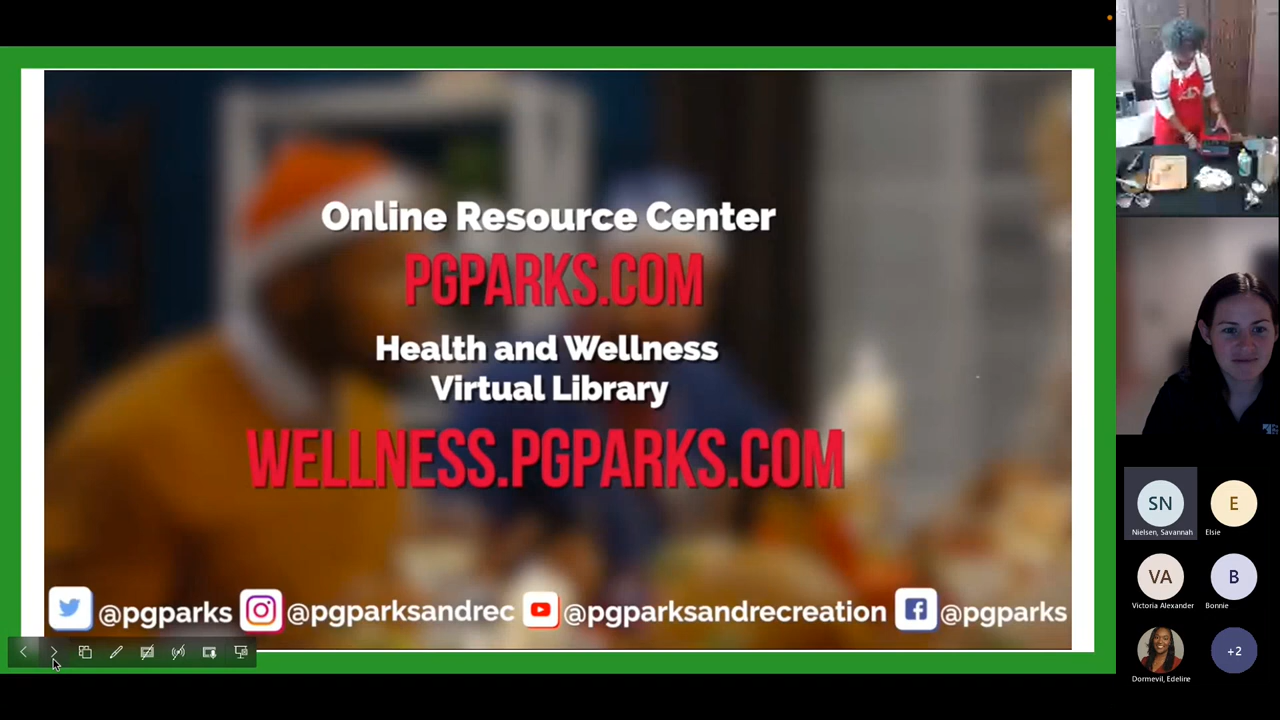 Online Resource Center
PGPARKS.COM
Health and Wellness
Virtual Library
WELLNESS.PGPARKS.COM
@pgparks @pgparksandrec @pgparksandrecreation @pgparks
SN
Nielsen, Savannah
E
Elsie
VA
Victoria Alexander
B
Bonnie
Dormevil, Edeline
+2